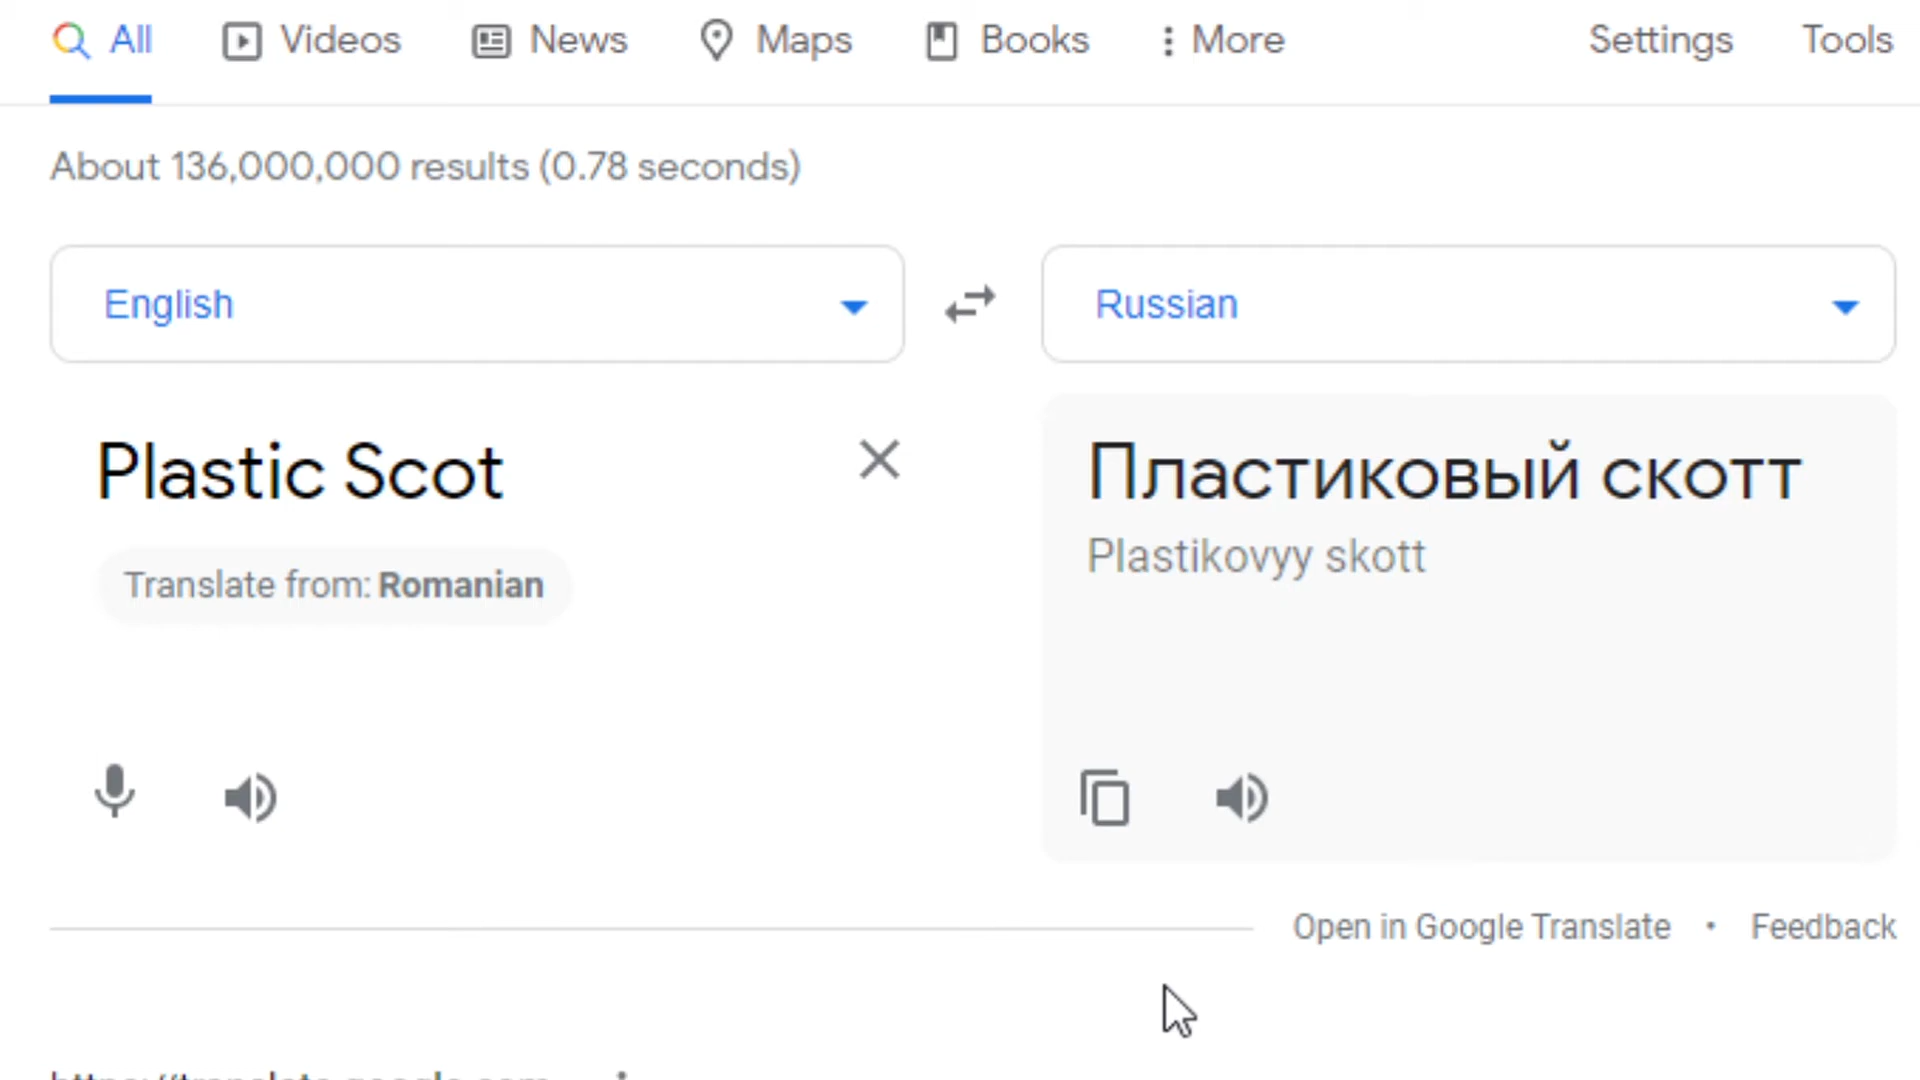 All Videos News Maps Books More Settings Tools
About 136,000,000 results (0.78 seconds)
English Russian
Plastic Scot
Пластиковый скотт
Plastikovyy skott
Translate from: Romanian
Open in Google Translate • Feedback